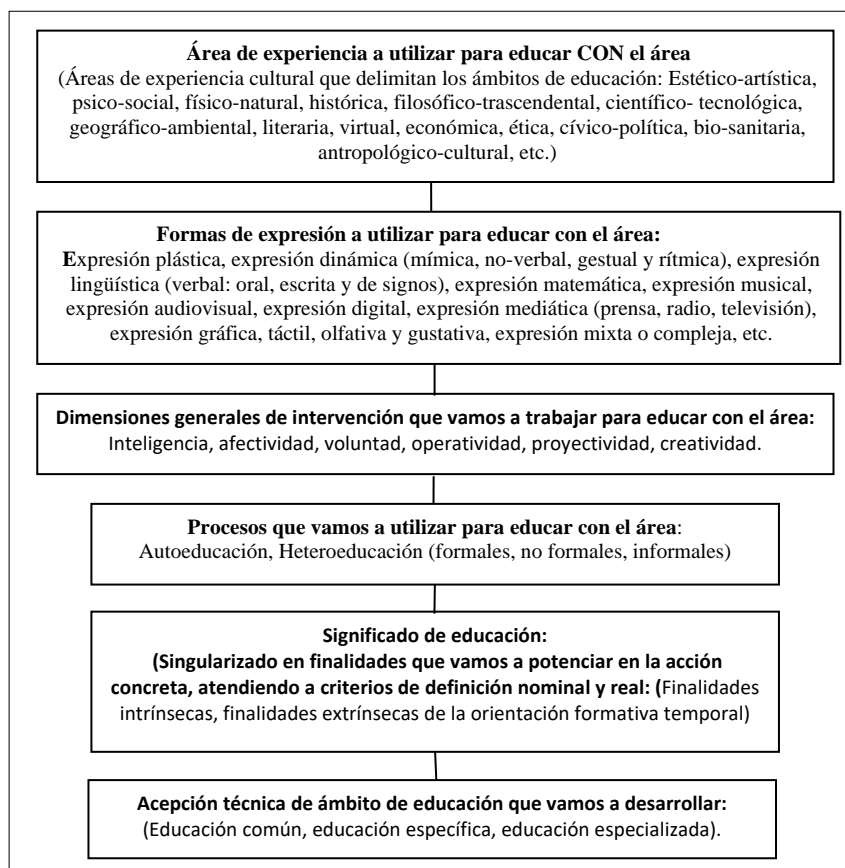 Área de experiencia a utilizar para educar CON el área
(Áreas de experiencia cultural que delimitan los ámbitos de educación: Estético-artística,
psico-social, físico-natural, histórica, filosófico-trascendental, científico- tecnológica,
geográfico-ambiental, literaria, virtual, económica, ética, cívico-política, bio-sanitaria,
antropológico-cultural, etc.)
Formas de expresión a utilizar para educar con el área:
Expresión plástica, expresión dinámica (mímica, no-verbal, gestual y rítmica), expresión
lingüística (verbal: oral, escrita y de signos), expresión matemática, expresión musical,
expresión audiovisual, expresión digital, expresión mediática (prensa, radio, televisión),
expresión gráfica, táctil, olfativa y gustativa, expresión mixta o compleja, etc.
Dimensiones generales de intervención que vamos a trabajar para educar con el área:
Inteligencia, afectividad, voluntad, operatividad, proyectividad, creatividad.
Procesos que vamos a utilizar para educar con el área:
Autoeducación, Heteroeducación (formales, no formales, informales)
Significado de educación:
(Singularizado en finalidades que vamos a potenciar en la acción
concreta, atendiendo a criterios de definición nominal y real: (Finalidades
intrínsecas, finalidades extrínsecas de la orientación formativa temporal)
Acepción técnica de ámbito de educación que vamos a desarrollar:
(Educación común, educación específica, educación especializada).